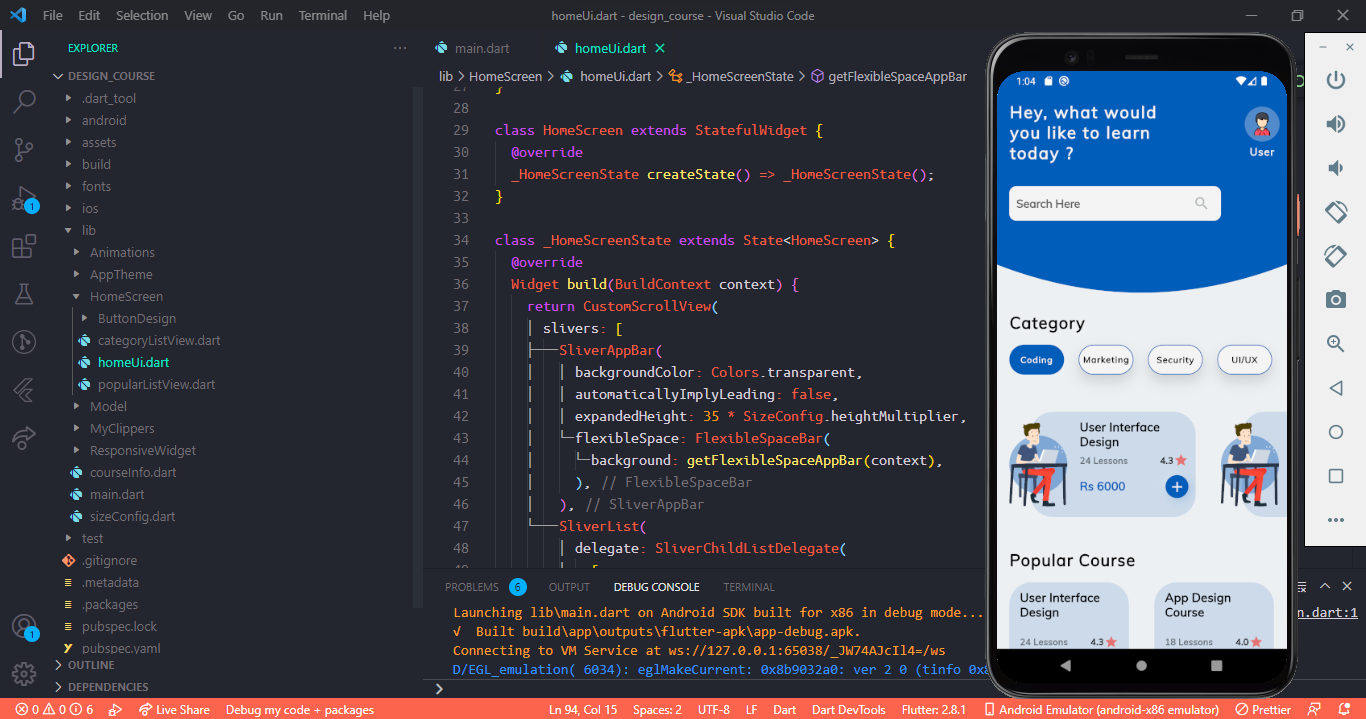 File Edit Selection View Go Run Terminal Help
homeUi.dart - design_course - Visual Studio Code
EXPLORER
DESIGN_COURSE
.dart_tool
android
assets
build
fonts
ios
lib
Animations
AppTheme
HomeScreen
ButtonDesign
categoryListView.dart
homeUi.dart
popularListView.dart
Model
MyClippers
ResponsiveWidget
courseInfo.dart
main.dart
sizeConfig.dart
test
.gitignore
.metadata
.packages
pubspec.lock
pubspec.yaml
OUTLINE
DEPENDENCIES
1
1
main.dart homeUi.dart
lib > HomeScreen > homeUi.dart > _HomeScreenState > getFlexibleSpaceAppBar
27 }
28
29 class HomeScreen extends StatefulWidget {
30 @override
31 _HomeScreenState createState() => _HomeScreenState();
32 }
33
34 class _HomeScreenState extends State<HomeScreen> {
35 @override
36 Widget build(BuildContext context) {
37 return CustomScrollView(
38 slivers: [
39 SliverAppBar(
40 backgroundColor: Colors.transparent,
41 automaticallyImplyLeading: false,
42 expandedHeight: 35 * SizeConfig.heightMultiplier,
43 flexibleSpace: FlexibleSpaceBar(
44 background: getFlexibleSpaceAppBar(context),
45 ), // FlexibleSpaceBar
46 ), // SliverAppBar
47 SliverList(
48 delegate: SliverChildListDelegate(
[
PROBLEMS 6 OUTPUT DEBUG CONSOLE TERMINAL
Launching lib\main.dart on Android SDK built for x86 in debug mode...
√ Built build\app\outputs\flutter-apk\app-debug.apk.
Connecting to VM Service at ws://127.0.0.1:65038/_JW74AJcIl4=/ws
D/EGL_emulation( 6034): eglMakeCurrent: 0x8b9032a0: ver 2 0 (tinfo 0x8
n.dart:1
1:04
Hey, what would
you like to learn
today ?
User
Search Here
Category
Coding Marketing Security UI/UX
User Interface
Design
24 Lessons 4.3
Rs 6000
Popular Course
User Interface
Design
24 Lessons 4.3
App Design
Course
18 Lessons 4.0
0 0 6 Live Share Debug my code + packages Ln 94, Col 15 Spaces: 2 UTF-8 LF Dart Dart DevTools Flutter: 2.8.1 Android Emulator (android-x86 emulator) Prettier